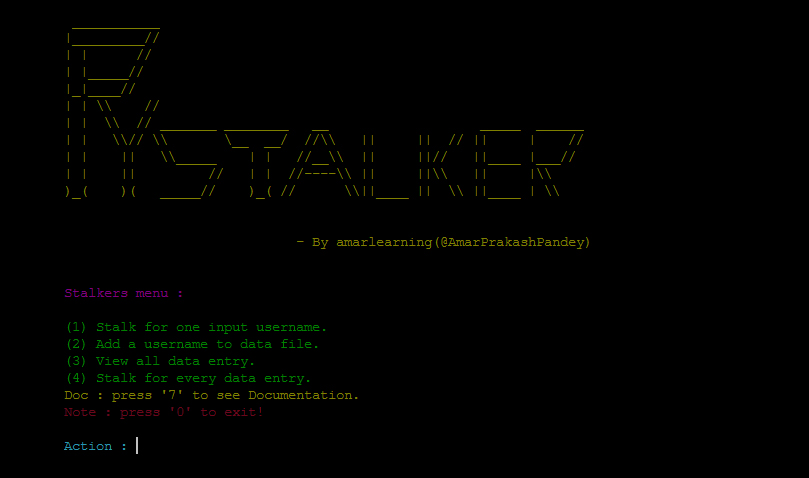 PySTALKER
- By amarlearning(@AmarPrakashPandey)
Stalkers menu :
(1) Stalk for one input username.
(2) Add a username to data file.
(3) View all data entry.
(4) Stalk for every data entry.
Doc : press '7' to see Documentation.
Note : press '0' to exit!
Action :